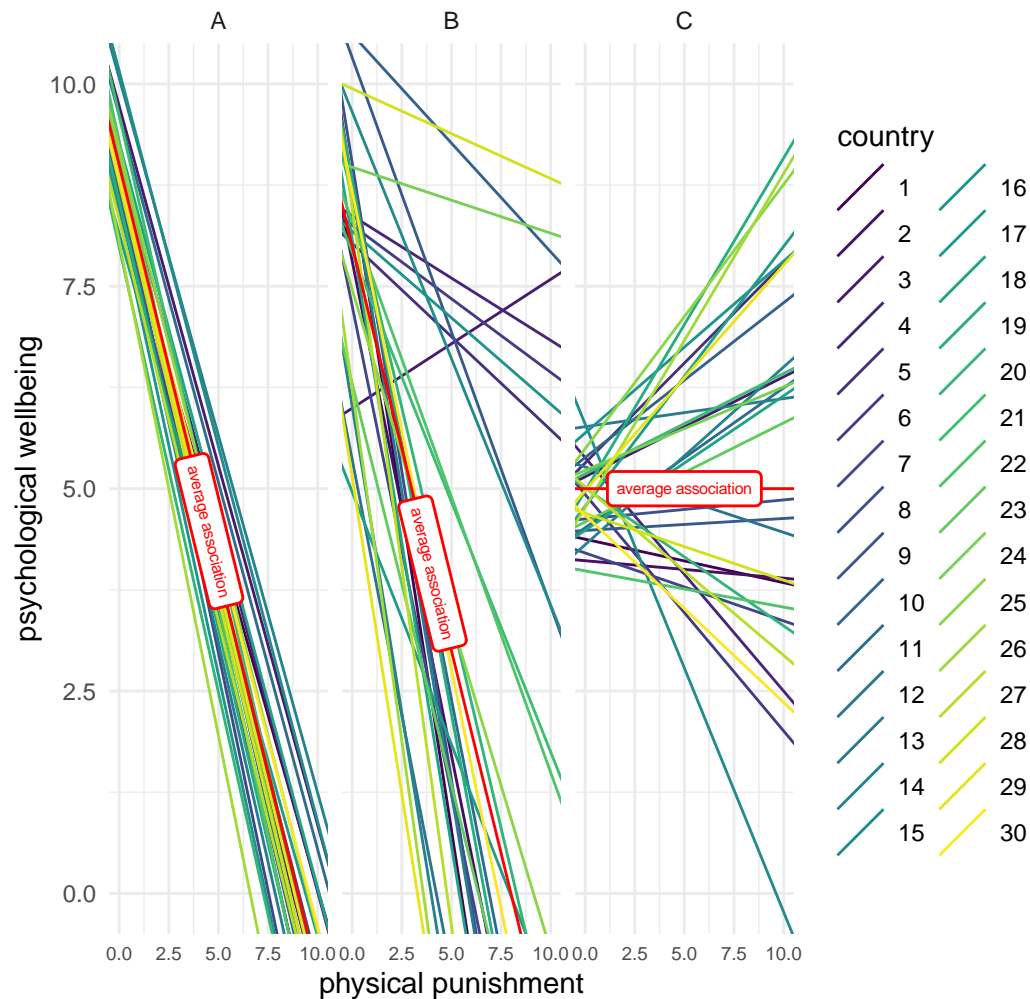 A B C
10.0
7.5
5.0
2.5
0.0
psychological wellbeing
average association
average association
average association
0.0 2.5 5.0 7.5 10.0 0.0 2.5 5.0 7.5 10.0 0.0 2.5 5.0 7.5 10.0
physical punishment
country
1 16
2 17
3 18
4 19
5 20
6 21
7 22
8 23
9 24
10 25
11 26
12 27
13 28
14 29
15 30